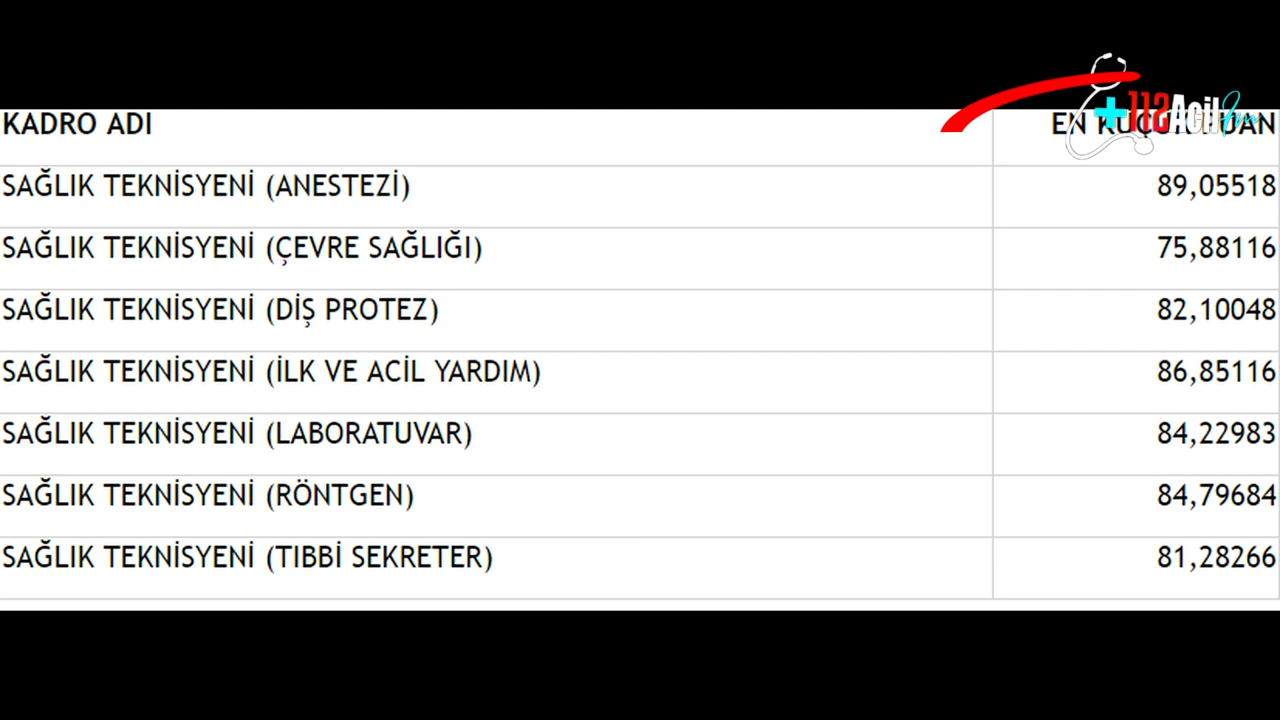 KADRO ADI
EN
112Acil
SAĞLIK TEKNİSYENİ (ANESTEZİ) 89,05518
SAĞLIK TEKNİSYENİ (ÇEVRE SAĞLIĞI) 75,88116
SAĞLIK TEKNİSYENİ (DİŞ PROTEZ) 82,10048
SAĞLIK TEKNİSYENİ (İLK VE ACİL YARDIM) 86,85116
SAĞLIK TEKNİSYENİ (LABORATUVAR) 84,22983
SAĞLIK TEKNİSYENİ (RÖNTGEN) 84,79684
SAĞLIK TEKNİSYENİ (TIBBİ SEKRETER) 81,28266